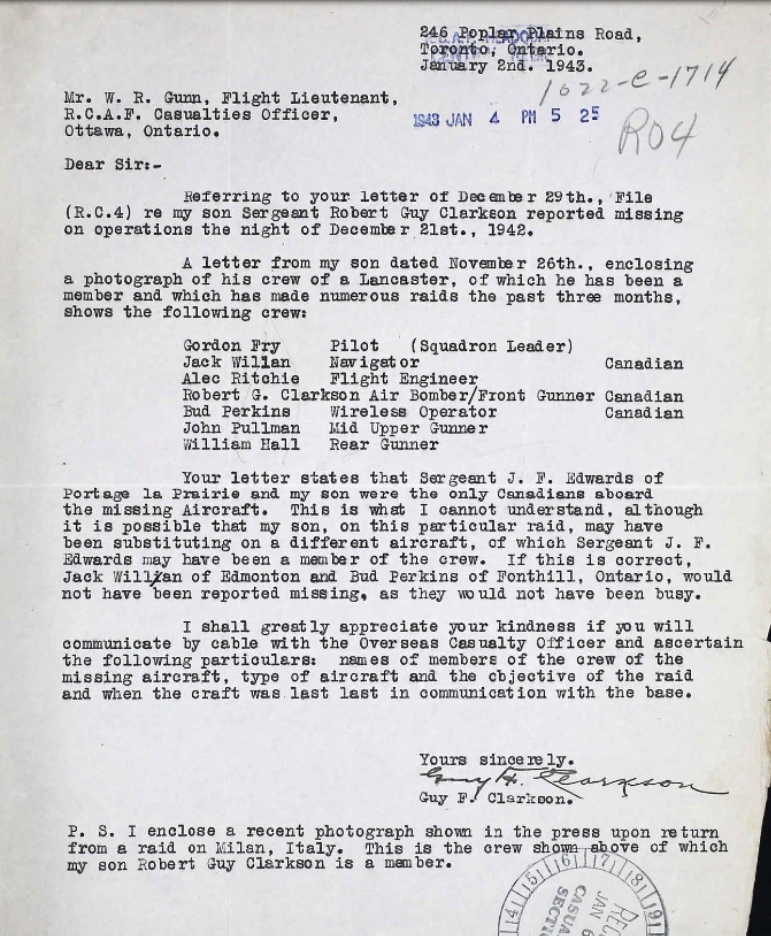 246 Poplar Plains Road,
Toronto, Ontario.
January 2nd. 1943.
1022-C-1714
Mr. W. R. Gunn, Flight Lieutenant,
R.C.A.F. Casualties Officer,
Ottawa, Ontario.
1943 JAN 4 PM 5 25
R04
Dear Sir:-
Referring to your letter of December 29th., File
(R.C.4) re my son Sergeant Robert Guy Clarkson reported missing
on operations the night of December 21st., 1942.
A letter from my son dated November 26th., enclosing
a photograph of his crew of a Lancaster, of which he has been a
member and which has made numerous raids the past three months,
shows the following crew:
Gordon Fry Pilot (Squadron Leader)
Jack Willan Navigator Canadian
Alec Ritchie Flight Engineer
Robert G. Clarkson Air Bomber/Front Gunner Canadian
Bud Perkins Wireless Operator Canadian
John Pullman Mid Upper Gunner
William Hall Rear Gunner
Your letter states that Sergeant J. F. Edwards of
Portage la Prairie and my son were the only Canadians aboard
the missing Aircraft. This is what I cannot understand, although
it is possible that my son, on this particular raid, may have
been substituting on a different aircraft, of which Sergeant J. F.
Edwards may have been a member of the crew. If this is correct,
Jack Willan of Edmonton and Bud Perkins of Fonthill, Ontario, would
not have been reported missing, as they would not have been busy.
I shall greatly appreciate your kindness if you will
communicate by cable with the Overseas Casualty Officer and ascertain
the following particulars: names of members of the crew of the
missing aircraft, type of aircraft and the objective of the raid
and when the craft was last last in communication with the base.
Yours sincerely.
Guy F. Clarkson
Guy F. Clarkson.
P. S. I enclose a recent photograph shown in the press upon return
from a raid on Milan, Italy. This is the crew shown above of which
my son Robert Guy Clarkson is a member.
14 15 16 17 18 19
JAN 6